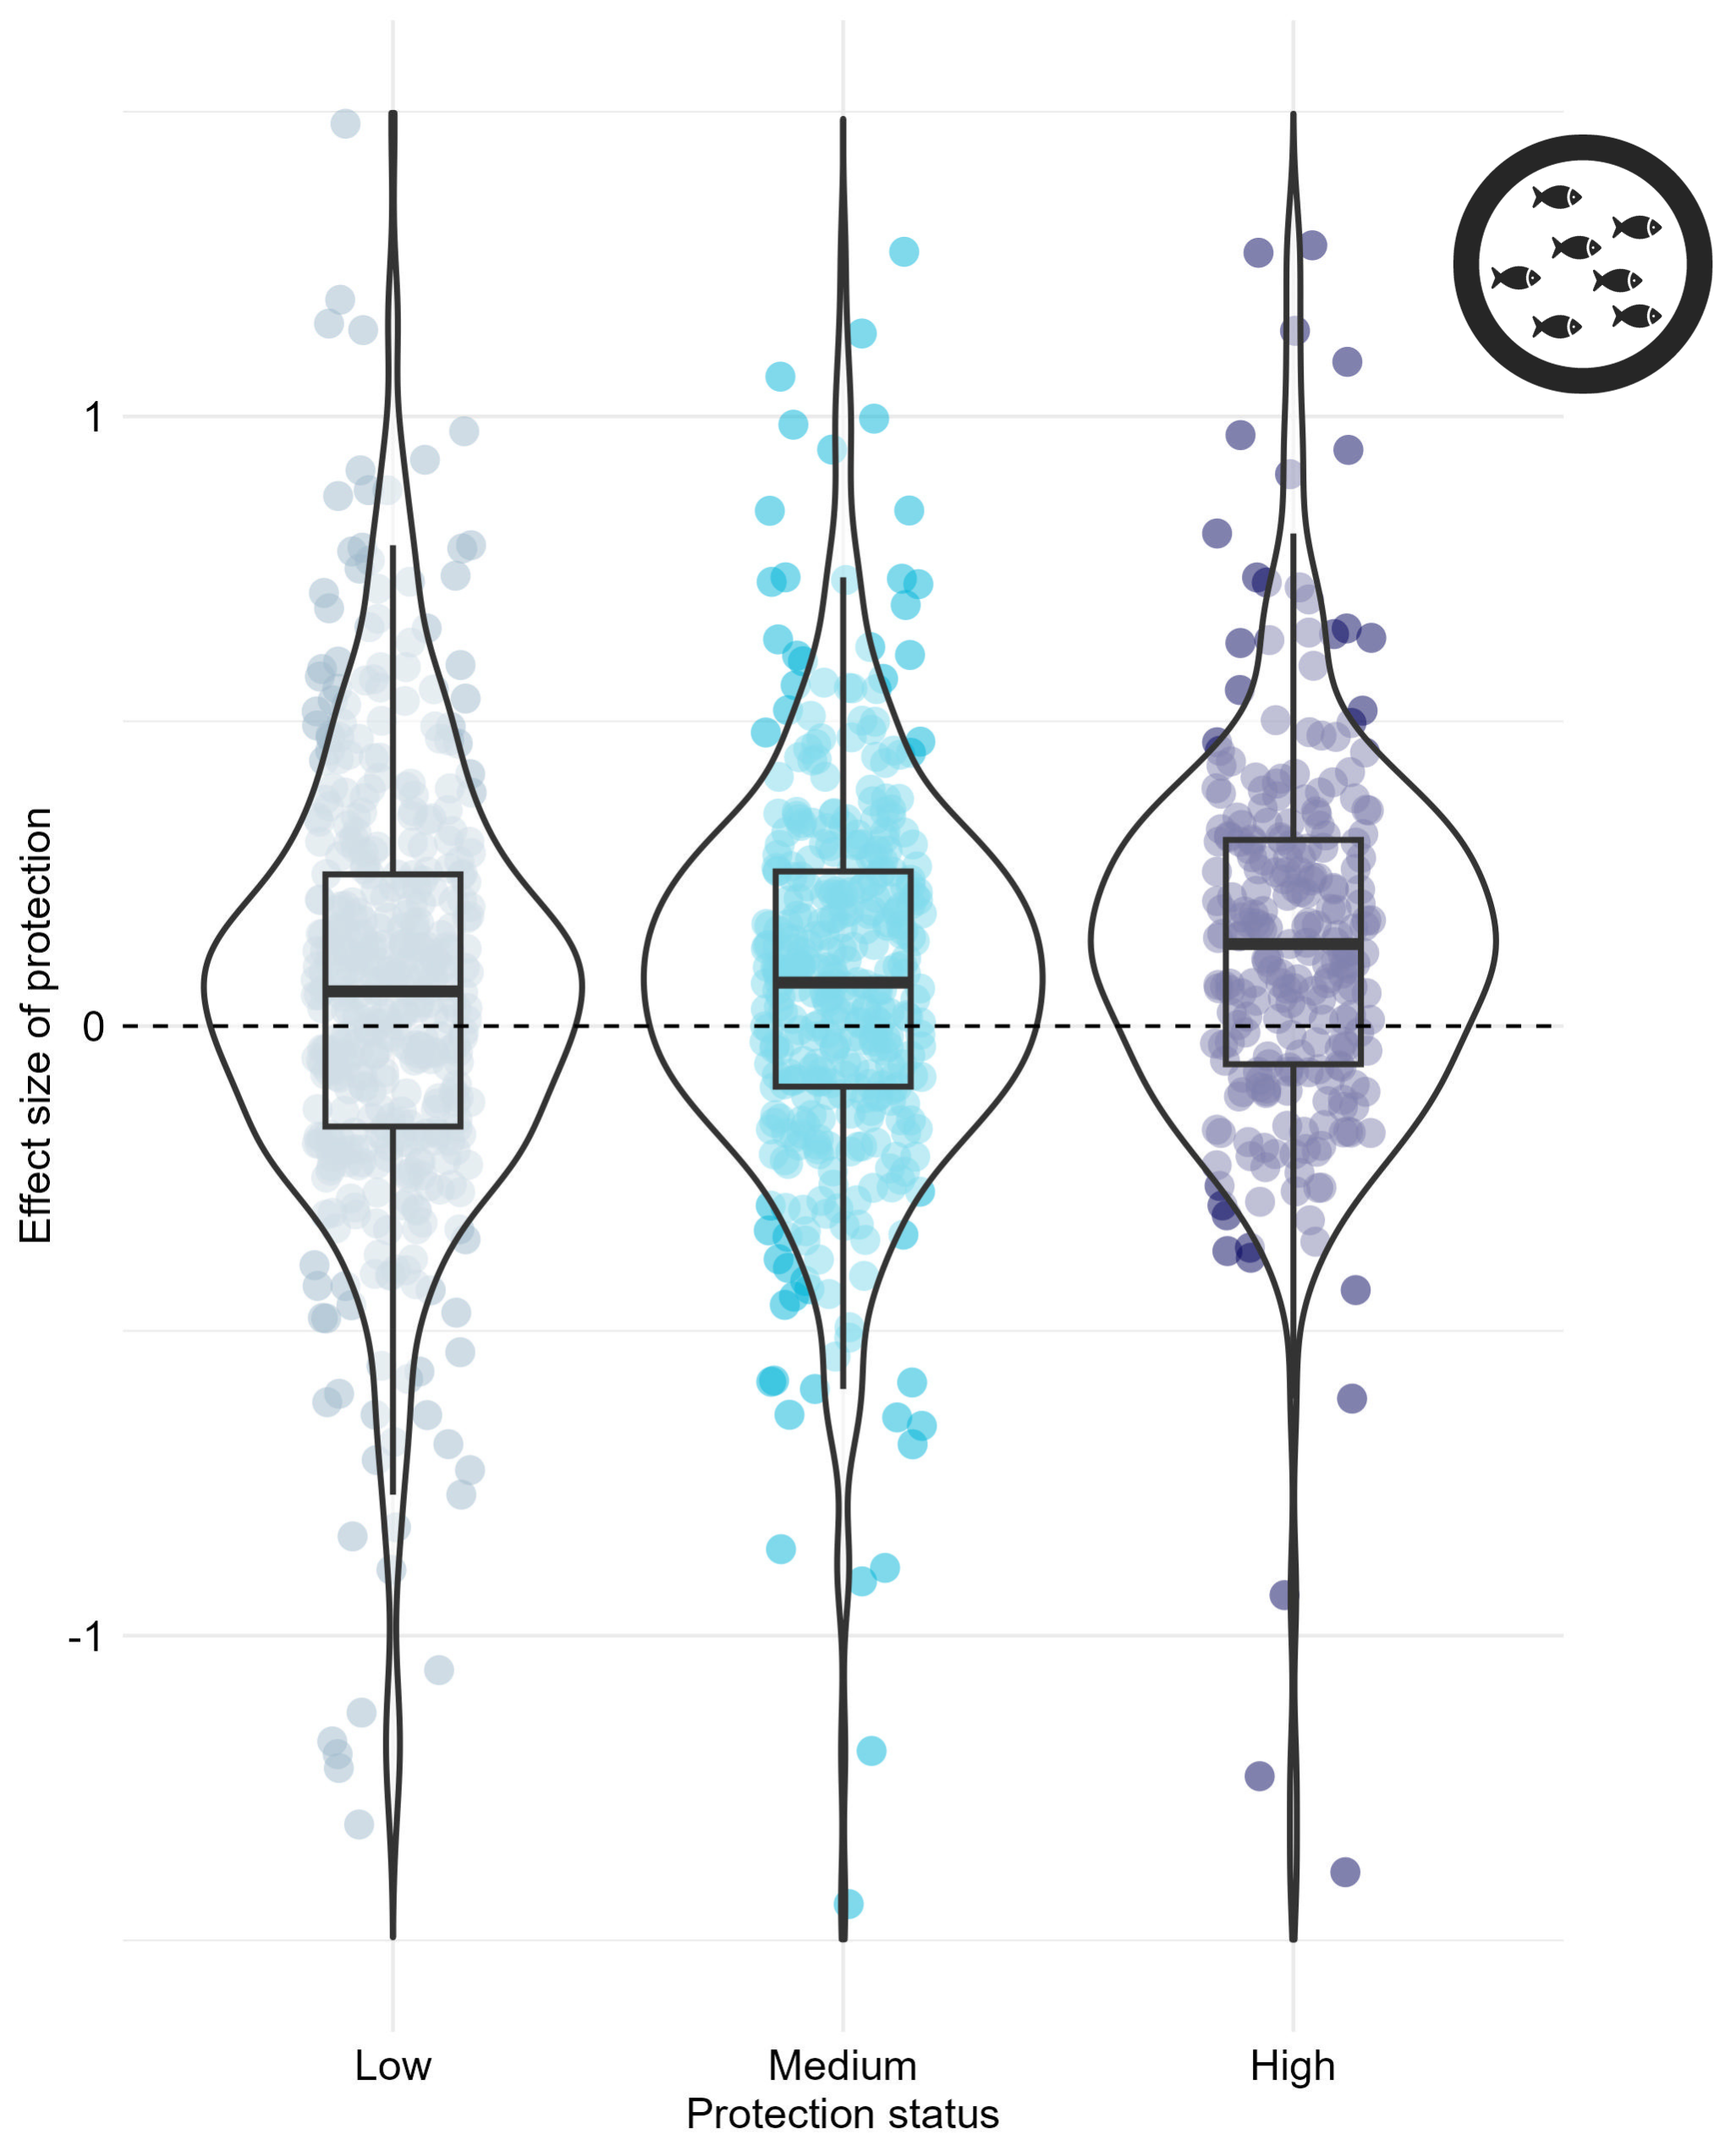 Effect size of protection
1
0
-1
Low Medium High
Protection status